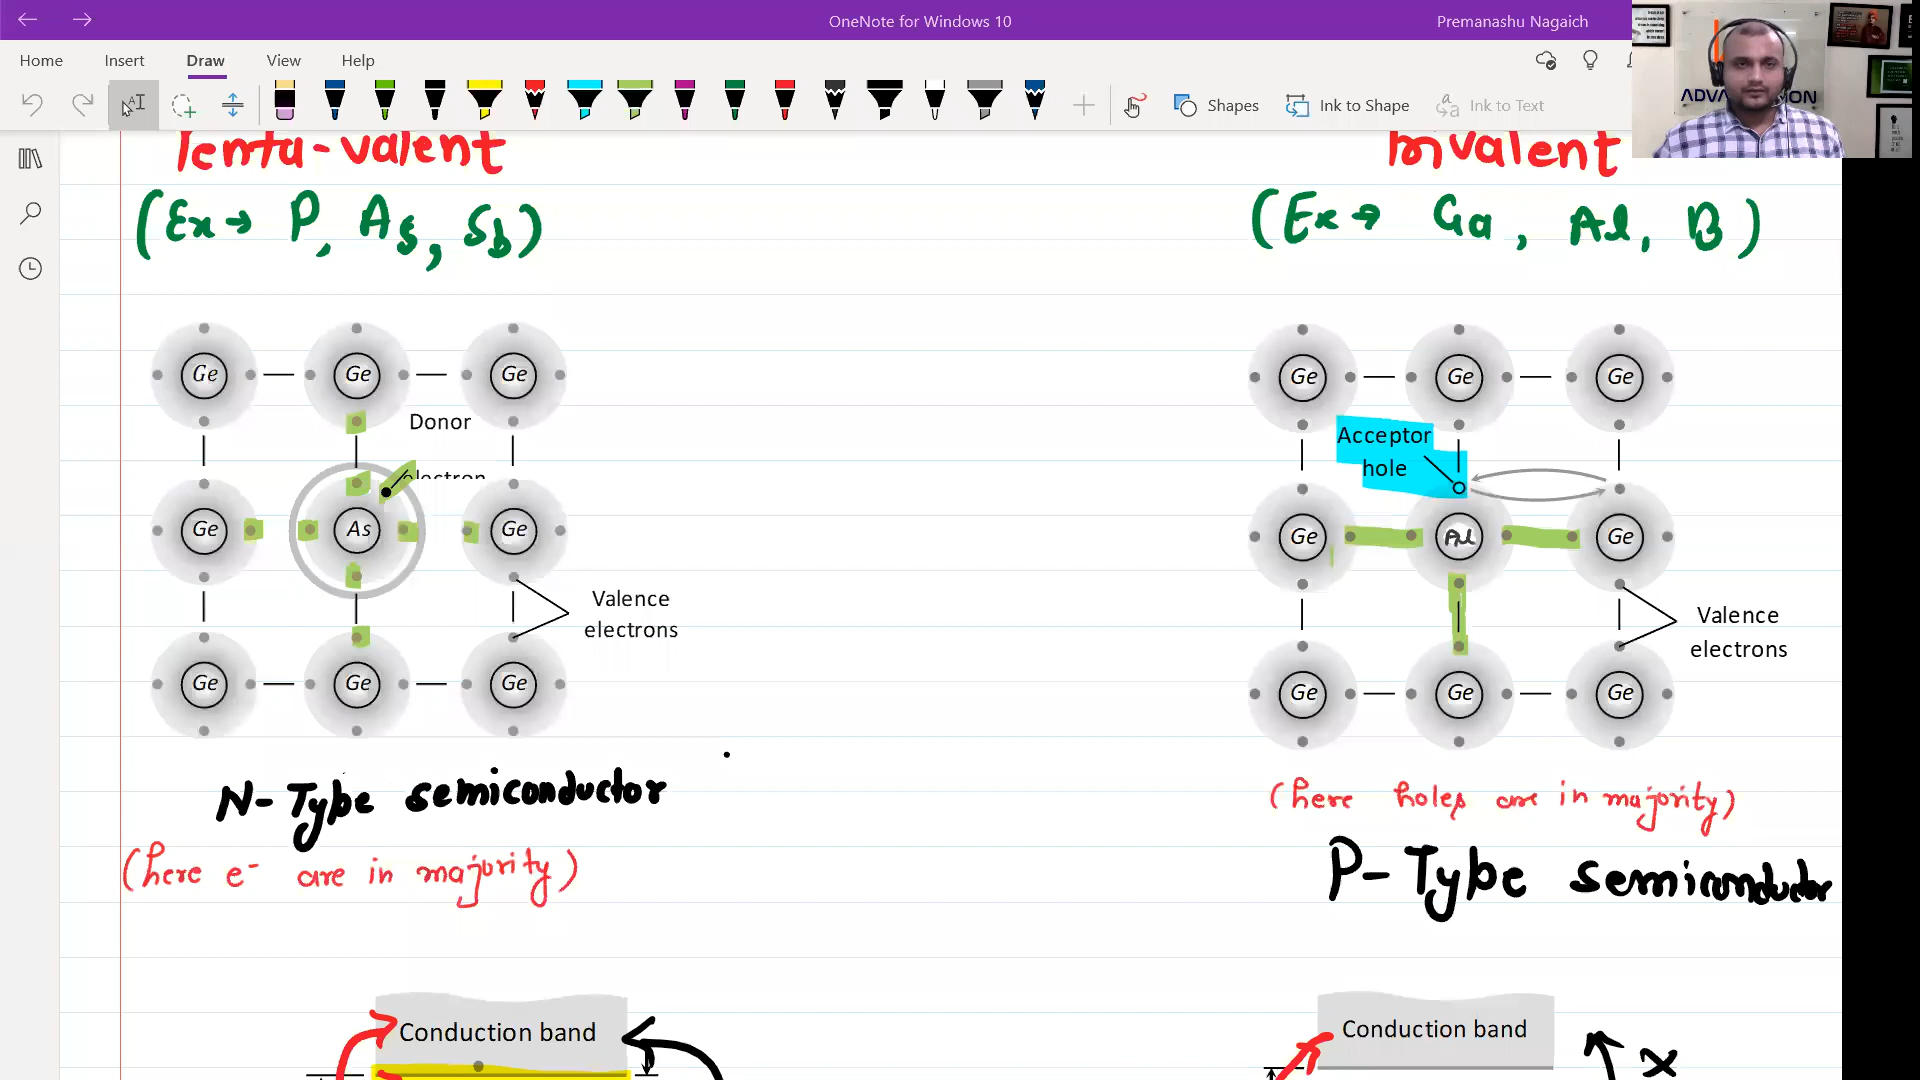 OneNote for Windows 10
Premanashu Nagaich
Home Insert Draw View Help
Shapes Ink to Shape Ink to Text
Penta-valent
(Ex→ P, As, Sb)
Ge Ge Ge
Donor
electron
Ge As Ge
Valence
electrons
Ge Ge Ge
N-Type semiconductor
(here e- are in majority)
Conduction band
Trivalent
(Ex→ Ga, Al, B)
Ge Ge Ge
Acceptor
hole
Ge Al Ge
Valence
electrons
Ge Ge Ge
(here holes are in majority)
P-Type semiconductor
Conduction band
x